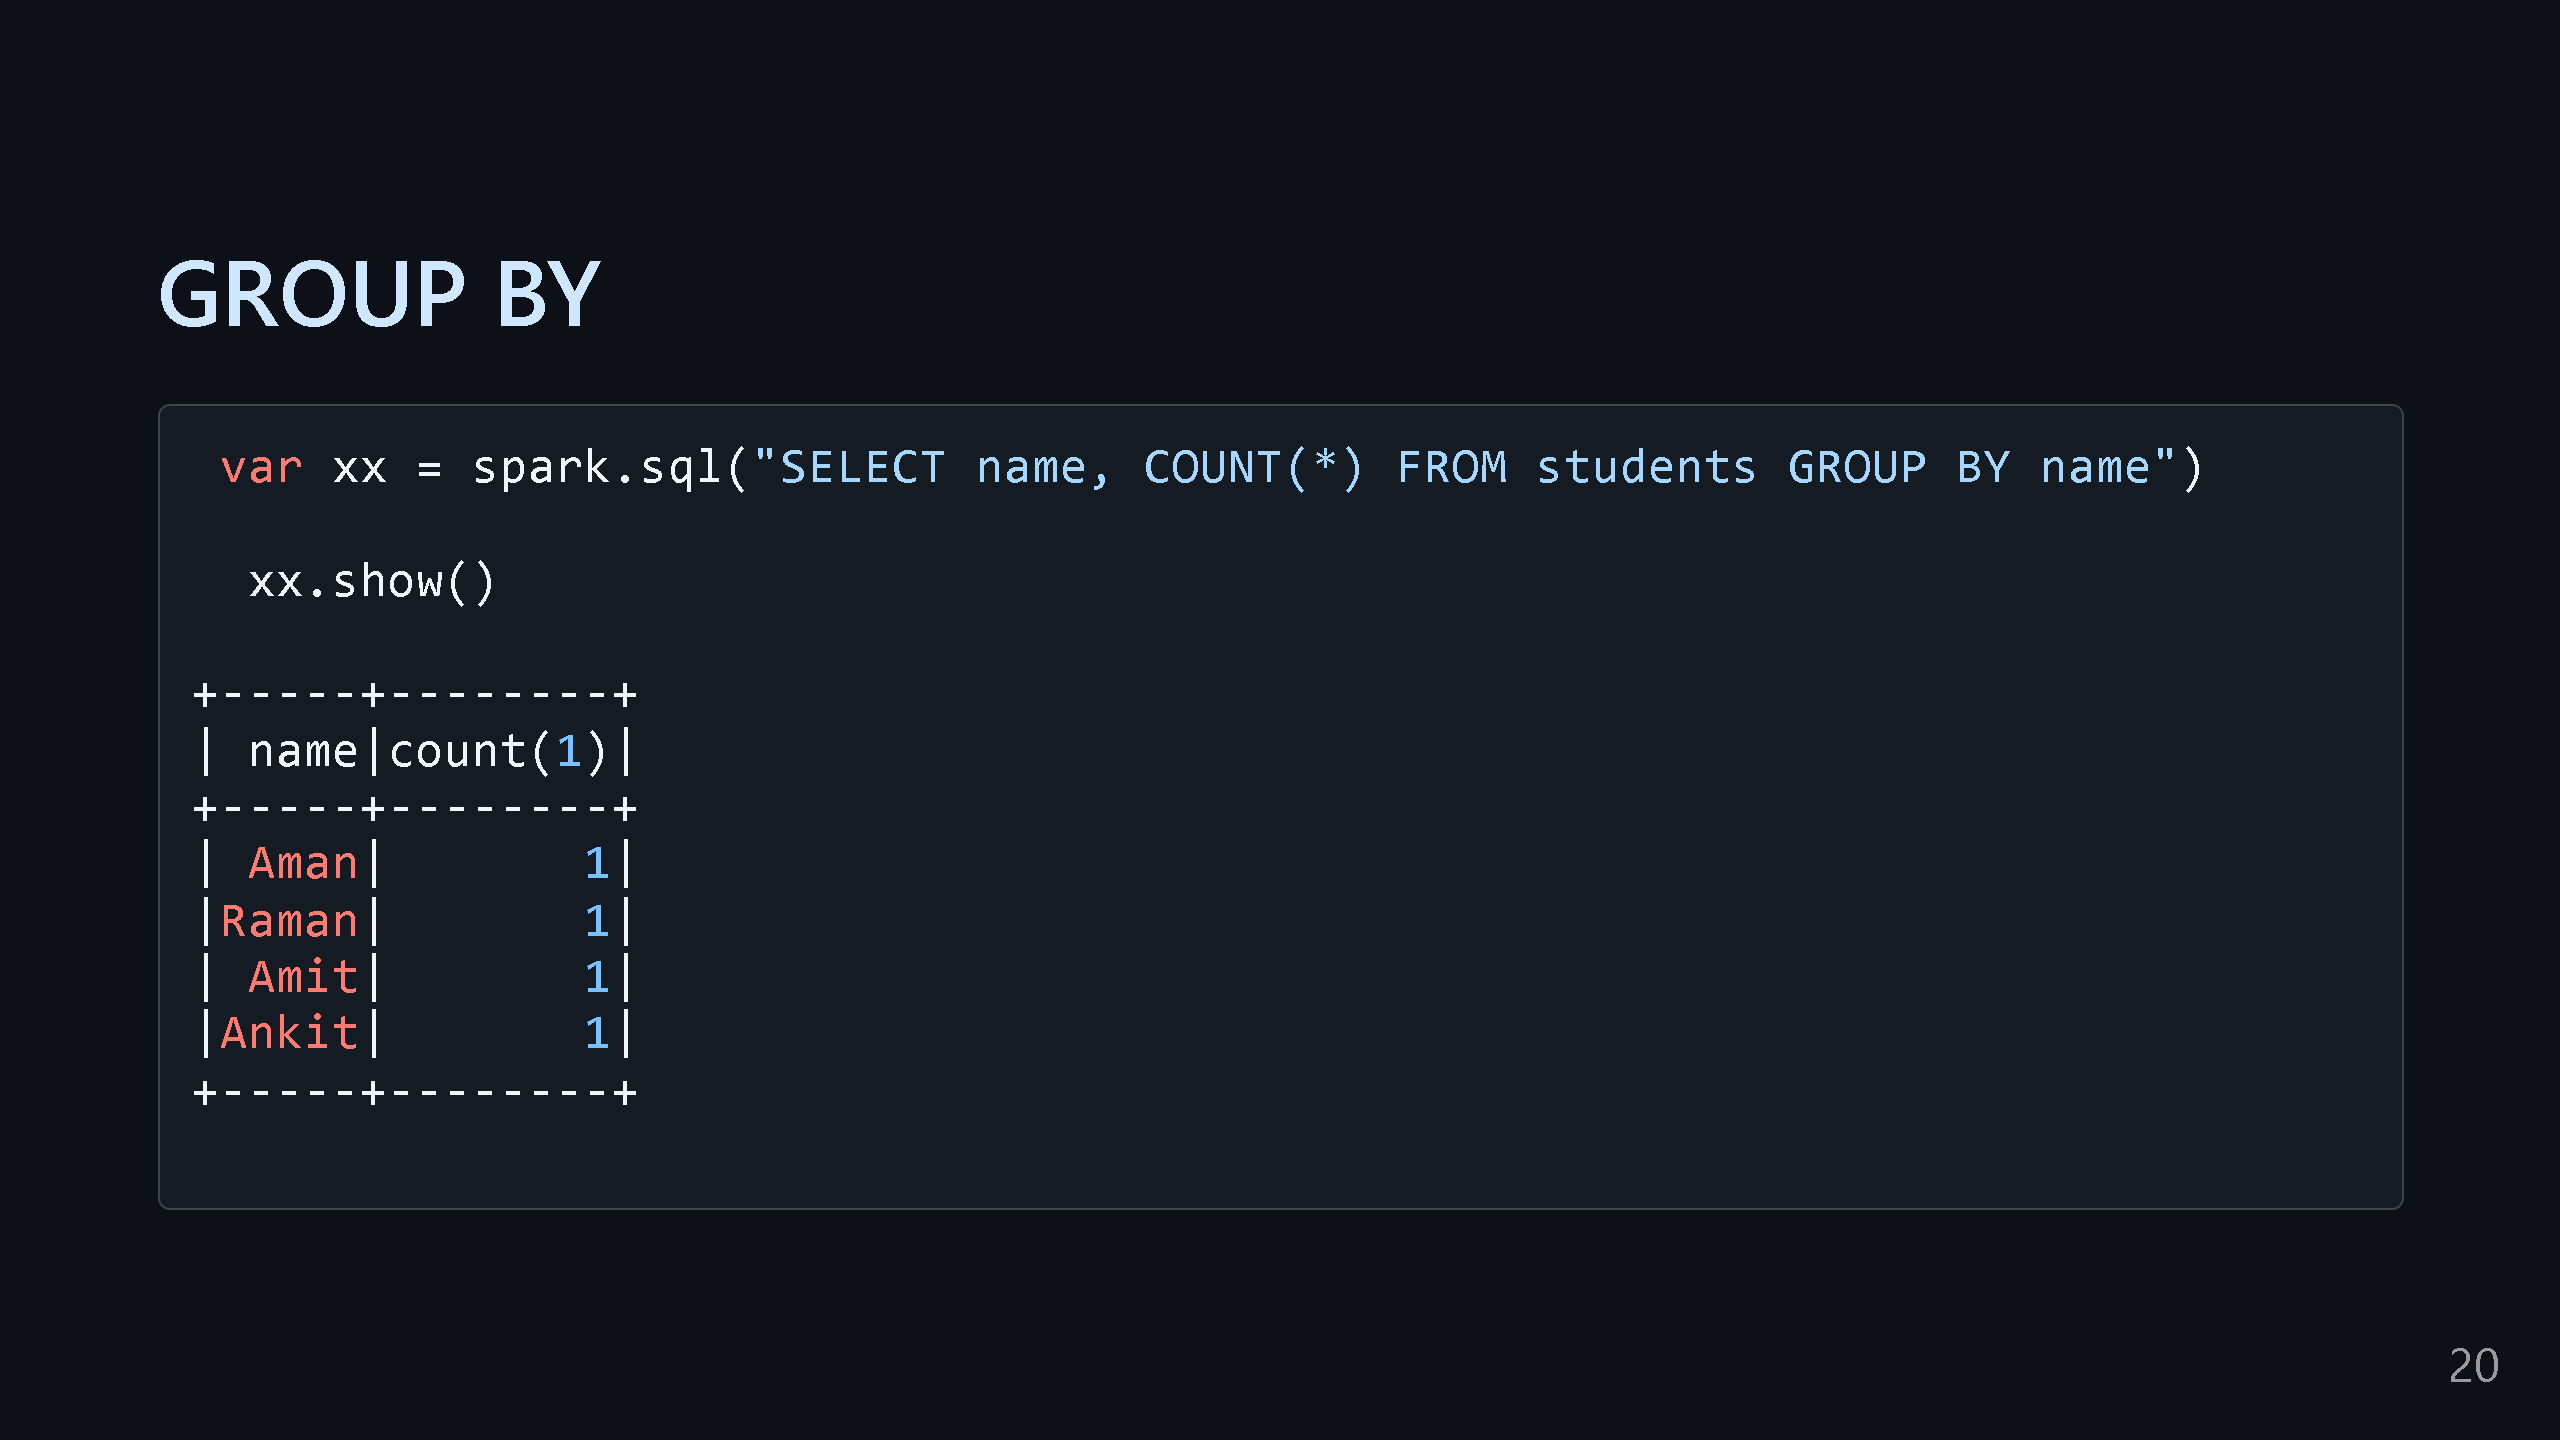 GROUP BY
 var xx = spark.sql("SELECT name, COUNT(*) FROM students GROUP BY name")
  xx.show()
+-----+--------+
| name|count(1)|
+-----+--------+
| Aman|       1|
|Raman|       1|
| Amit|       1|
|Ankit|       1|
+-----+--------+
20